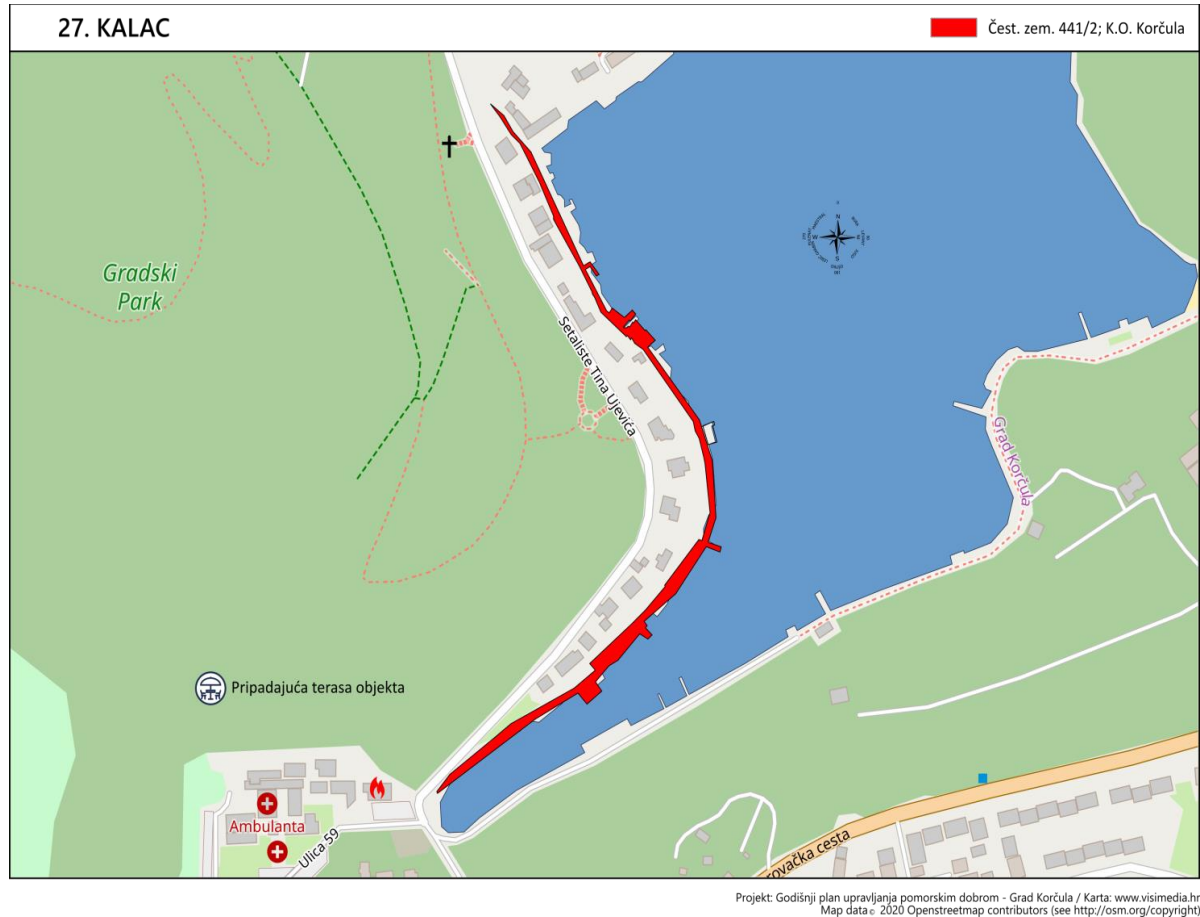 27. KALAC
Čest. zem. 441/2; K.O. Korčula
Gradski
Park
Setaliste Tina Ujevića
N
W
E
S
Grad Korčula
Pripadajuća terasa objekta
Ambulanta
Ulica 59
rovačka cesta
Projekt: Godišnji plan upravljanja pomorskim dobrom - Grad Korčula / Karta: www.visimedia.hr
Map data© 2020 Openstreetmap contributors (see http://osm.org/copyright)